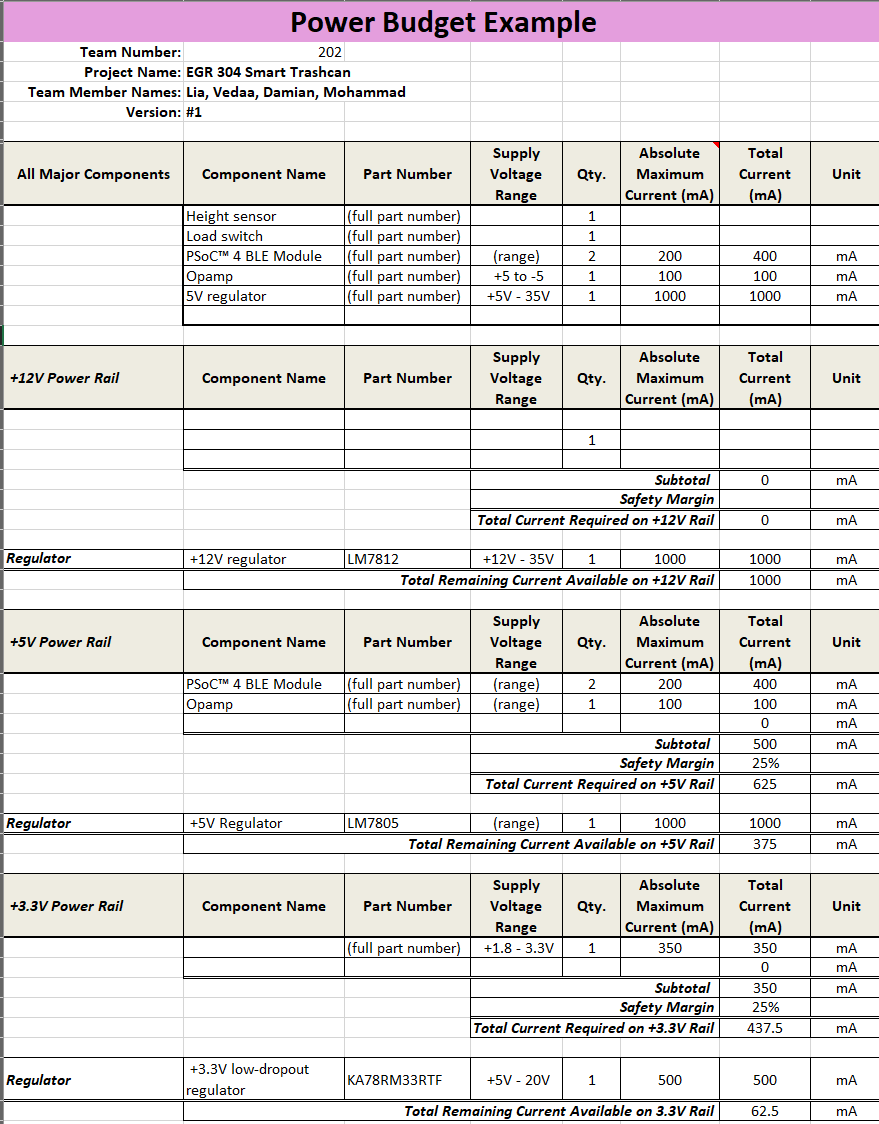 Power Budget Example
Team Number: 202
Project Name: EGR 304 Smart Trashcan
Team Member Names: Lia, Vedaa, Damian, Mohammad
Version: #1
All Major Components Component Name Part Number Supply Voltage Range Qty. Absolute Maximum Current (mA) Total Current (mA) Unit
Height sensor (full part number) 1
Load switch (full part number) 1
PSoC™ 4 BLE Module (full part number) (range) 2 200 400 mA
Opamp (full part number) +5 to -5 1 100 100 mA
5V regulator (full part number) +5V - 35V 1 1000 1000 mA
+12V Power Rail Component Name Part Number Supply Voltage Range Qty. Absolute Maximum Current (mA) Total Current (mA) Unit
1
Subtotal 0 mA
Safety Margin
Total Current Required on +12V Rail 0 mA
Regulator +12V regulator LM7812 +12V - 35V 1 1000 1000 mA
Total Remaining Current Available on +12V Rail 1000 mA
+5V Power Rail Component Name Part Number Supply Voltage Range Qty. Absolute Maximum Current (mA) Total Current (mA) Unit
PSoC™ 4 BLE Module (full part number) (range) 2 200 400 mA
Opamp (full part number) (range) 1 100 100 mA
0 mA
Subtotal 500 mA
Safety Margin 25%
Total Current Required on +5V Rail 625 mA
Regulator +5V Regulator LM7805 (range) 1 1000 1000 mA
Total Remaining Current Available on +5V Rail 375 mA
+3.3V Power Rail Component Name Part Number Supply Voltage Range Qty. Absolute Maximum Current (mA) Total Current (mA) Unit
(full part number) +1.8 - 3.3V 1 350 350 mA
0 mA
Subtotal 350 mA
Safety Margin 25%
Total Current Required on +3.3V Rail 437.5 mA
Regulator +3.3V low-dropout regulator KA78RM33RTF +5V - 20V 1 500 500 mA
Total Remaining Current Available on 3.3V Rail 62.5 mA